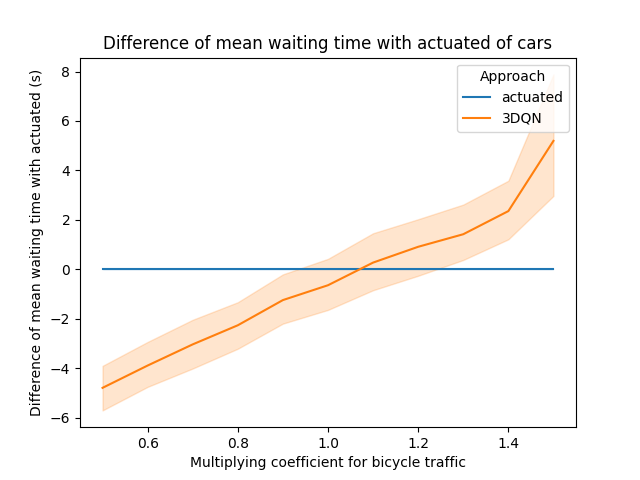 Difference of mean waiting time with actuated of cars
Difference of mean waiting time with actuated (s)
8
6
4
2
0
−2
−4
−6
Approach
actuated
3DQN
0.6
0.8
1.0
1.2
1.4
Multiplying coefficient for bicycle traffic